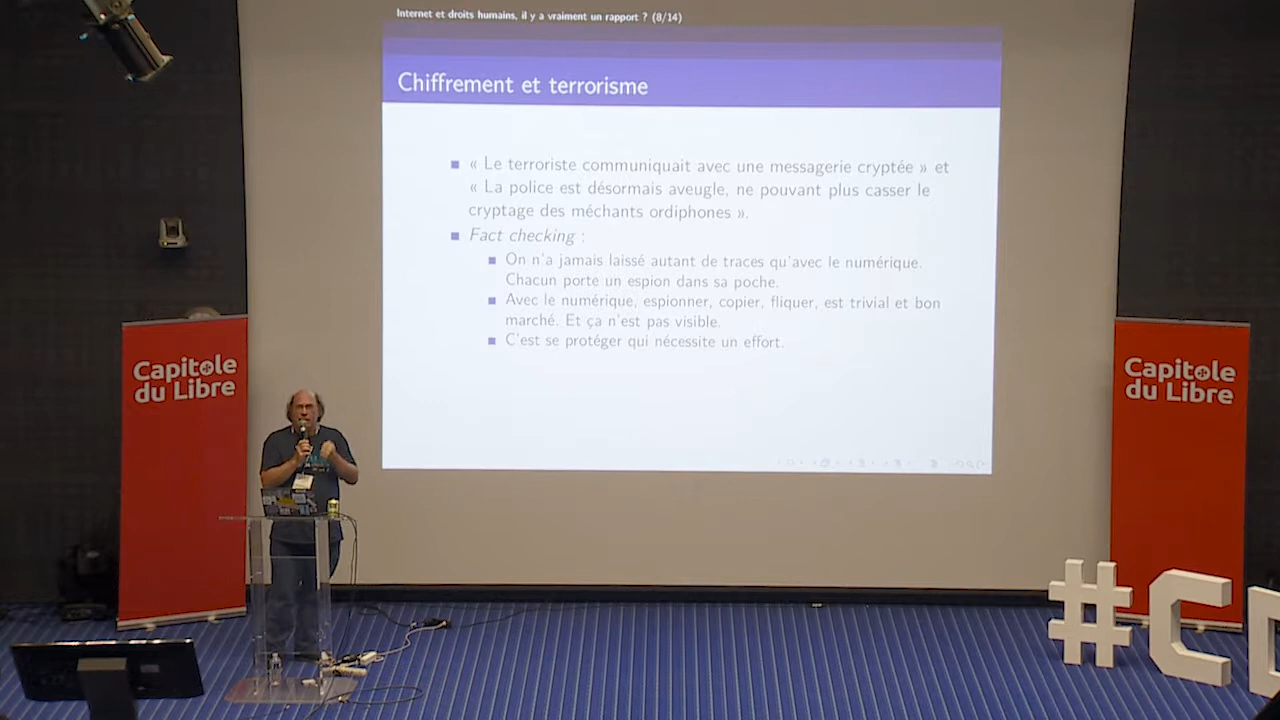 Internet et droits humains, il y a vraiment un rapport ? (8/14)
Chiffrement et terrorisme
« Le terroriste communiquait avec une messagerie cryptée » et
« La police est désormais aveugle, ne pouvant plus casser le
cryptage des méchants ordiphones ».
Fact checking :
On n'a jamais laissé autant de traces qu'avec le numérique.
Chacun porte un espion dans sa poche.
Avec le numérique, espionner, copier, fliquer, est trivial et bon
marché. Et ça n'est pas visible.
C'est se protéger qui nécessite un effort.
Capitole
du Libre
Capitole
du Libre
#C